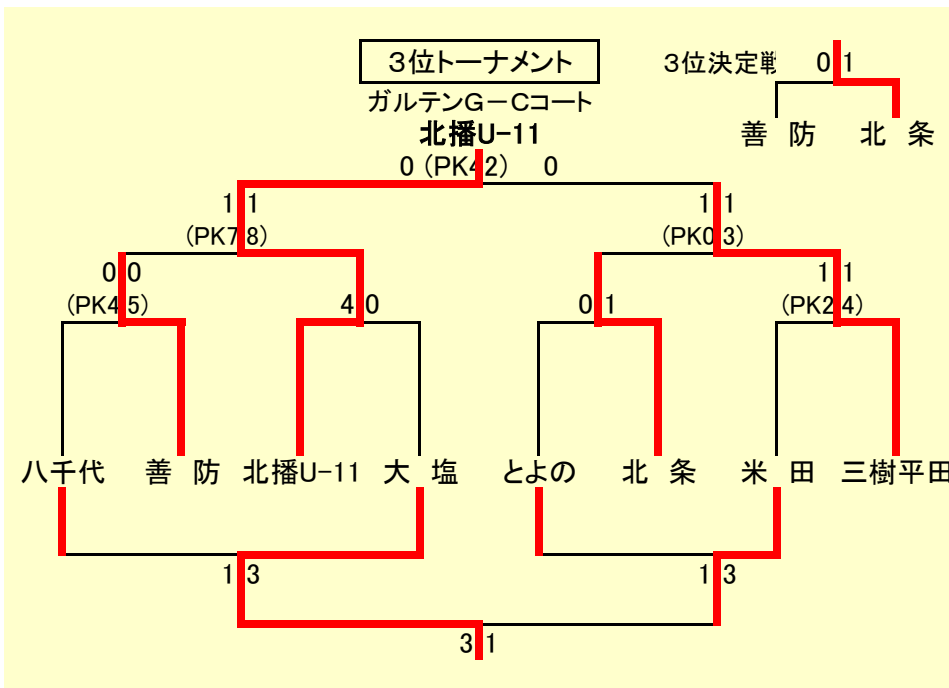 ３位トーナメント
３位決定戦
0 1
ガルテンＧ－Ｃコート
北播U-11
善 防 北 条
0 (PK4 2) 0
1 1
1 1
(PK7 8)
(PK0 3)
0 0
1 1
(PK4 5)
4 0
0 1
(PK2 4)
八千代 善 防 北播U-11 大 塩 とよの 北 条 米 田 三樹平田
1 3
1 3
3 1